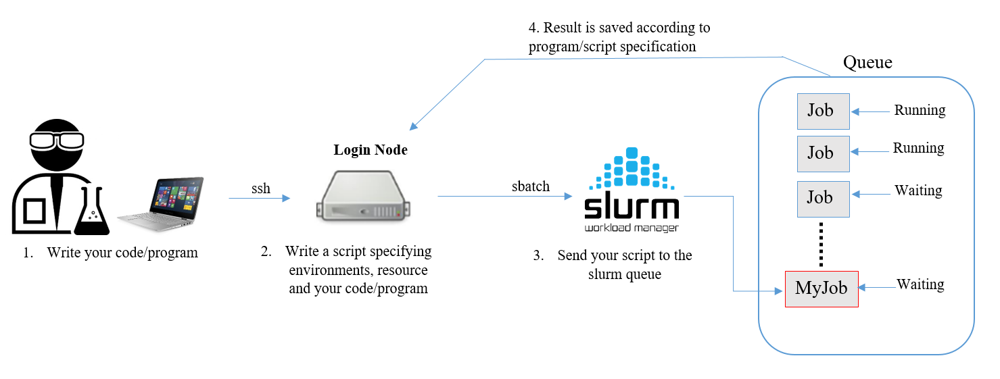 4. Result is saved according to
program/script specification
Queue
Job
Running
Job
Running
Job
Waiting
MyJob
Waiting
Login Node
ssh
sbatch
slurm
workload manager
1. Write your code/program
2. Write a script specifying
environments, resource
and your code/program
3. Send your script to the
slurm queue